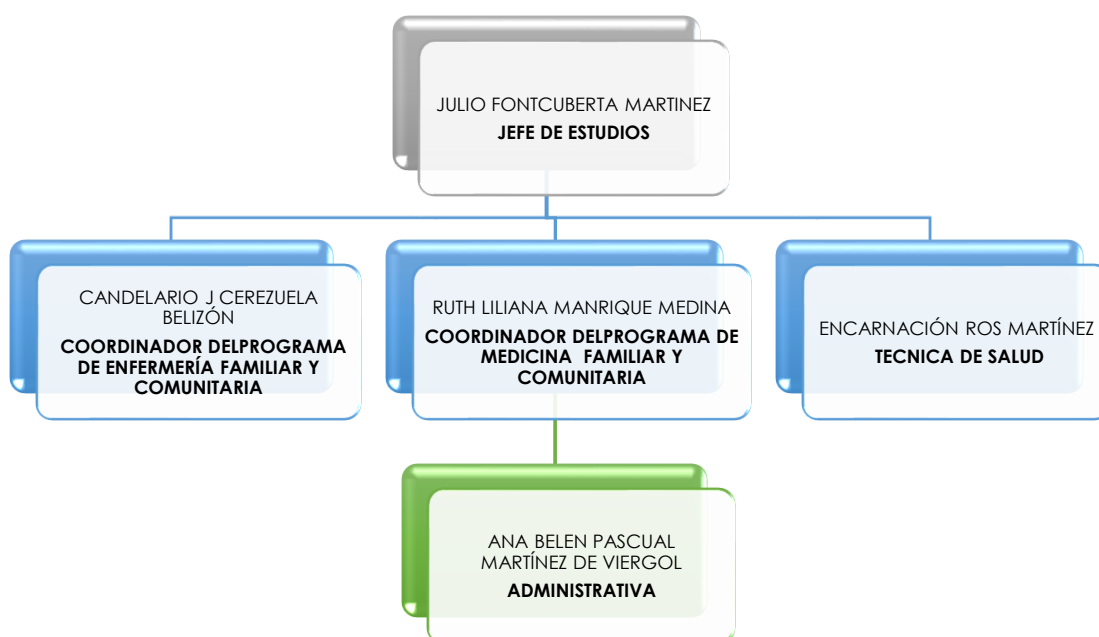 JULIO FONTCUBERTA MARTINEZ
JEFE DE ESTUDIOS
CANDELARIO J CEREZUELA
BELIZÓN
COORDINADOR DELPROGRAMA
DE ENFERMERÍA FAMILIAR Y
COMUNITARIA
RUTH LILIANA MANRIQUE MEDINA
COORDINADOR DELPROGRAMA DE
MEDICINA FAMILIAR Y
COMUNITARIA
ENCARNACIÓN ROS MARTÍNEZ
TECNICA DE SALUD
ANA BELEN PASCUAL
MARTÍNEZ DE VIERGOL
ADMINISTRATIVA